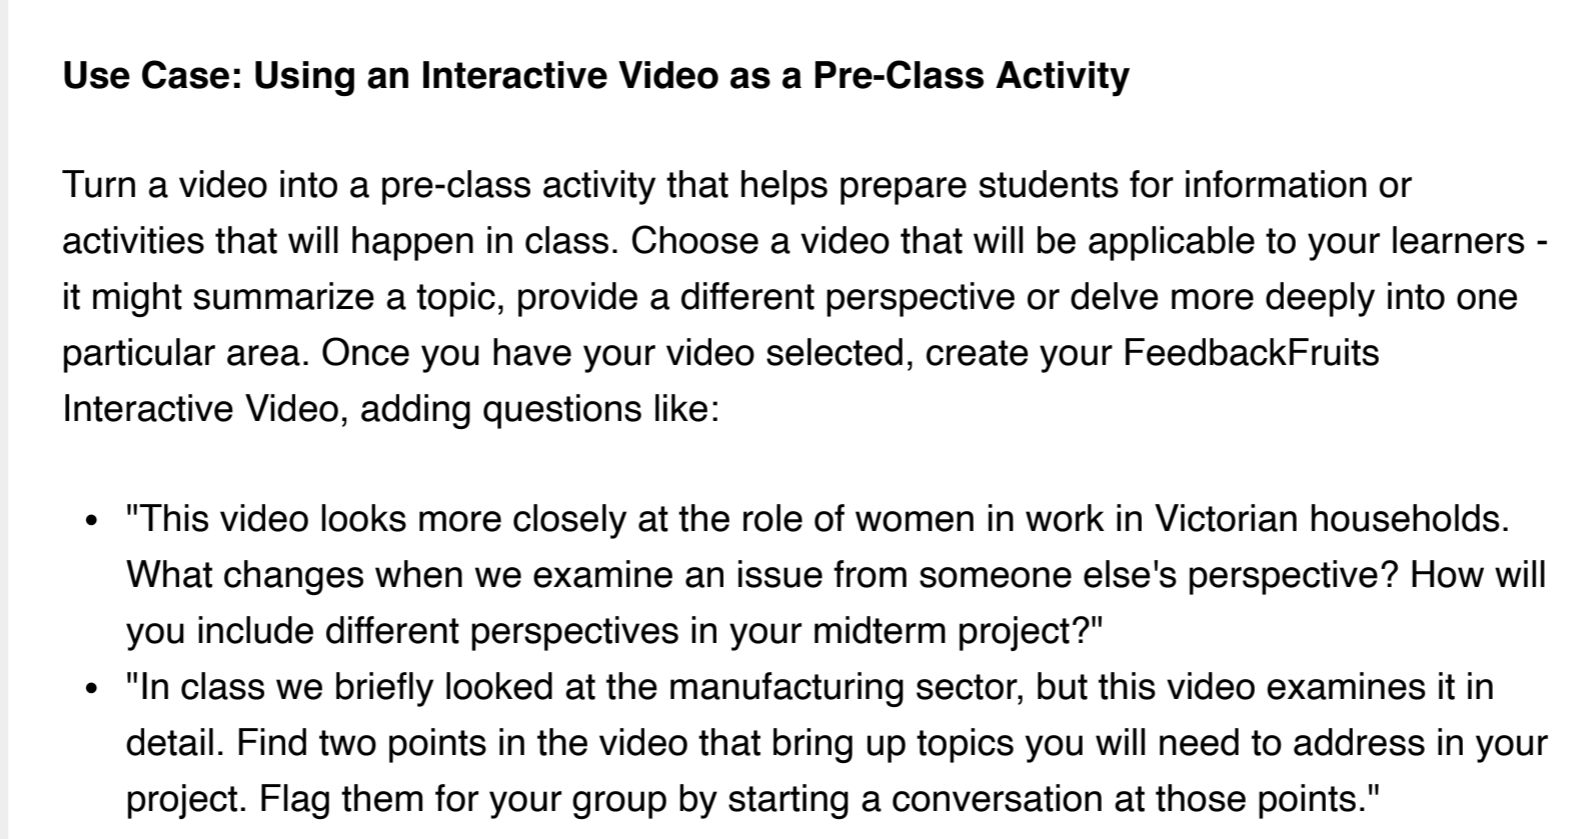 Use Case: Using an Interactive Video as a Pre-Class Activity
Turn a video into a pre-class activity that helps prepare students for information or
activities that will happen in class. Choose a video that will be applicable to your learners -
it might summarize a topic, provide a different perspective or delve more deeply into one
particular area. Once you have your video selected, create your FeedbackFruits
Interactive Video, adding questions like:
• "This video looks more closely at the role of women in work in Victorian households.
What changes when we examine an issue from someone else's perspective? How will
you include different perspectives in your midterm project?"
• "In class we briefly looked at the manufacturing sector, but this video examines it in
detail. Find two points in the video that bring up topics you will need to address in your
project. Flag them for your group by starting a conversation at those points."